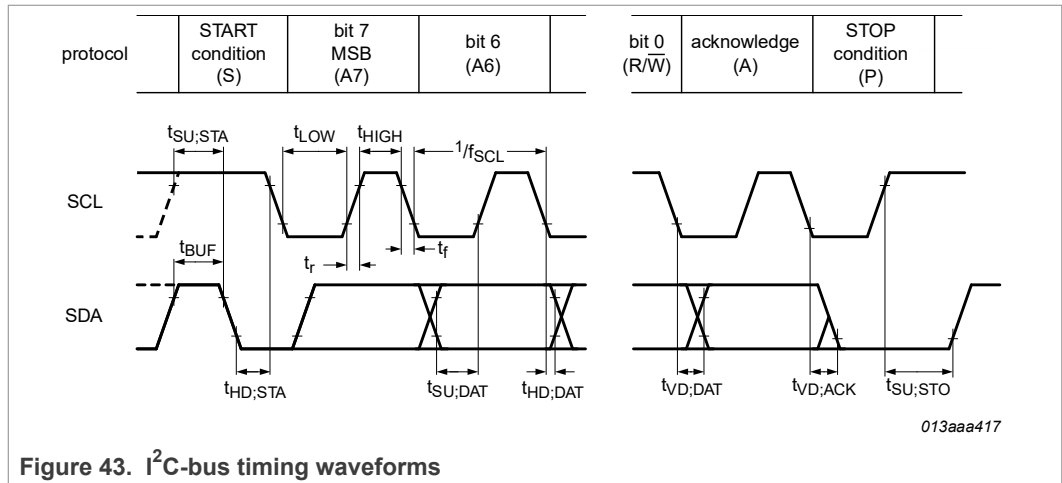 protocol
START
condition
(S)
bit 7
MSB
(A7)
bit 6
(A6)
bit 0
(R/W̅)
acknowledge
(A)
STOP
condition
(P)
tSU;STA
tLOW
tHIGH
1/fSCL
SCL
tBUF
tr
tf
SDA
tHD;STA
tSU;DAT
tHD;DAT
tVD;DAT
tVD;ACK
tSU;STO
013aaa417
Figure 43. I²C-bus timing waveforms